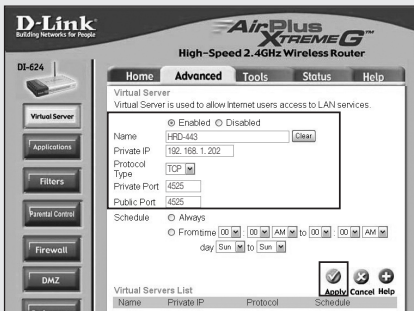 D-Link
Building Networks for People
AirPlus
XTREME G™
High-Speed 2.4GHz Wireless Router
DI-624
Home Advanced Tools Status Help
Virtual Server
Applications
Filters
Parental Control
Firewall
DMZ
Virtual Server
Virtual Server is used to allow Internet users access to LAN services.
Enabled Disabled
Name HRD-443 Clear
Private IP 192.168.1.202
Protocol Type TCP
Private Port 4525
Public Port 4525
Schedule Always
From time 00 : 00 AM to 00 : 00 AM
day Sun to Sun
Apply Cancel Help
Virtual Servers List
Name Private IP Protocol Schedule